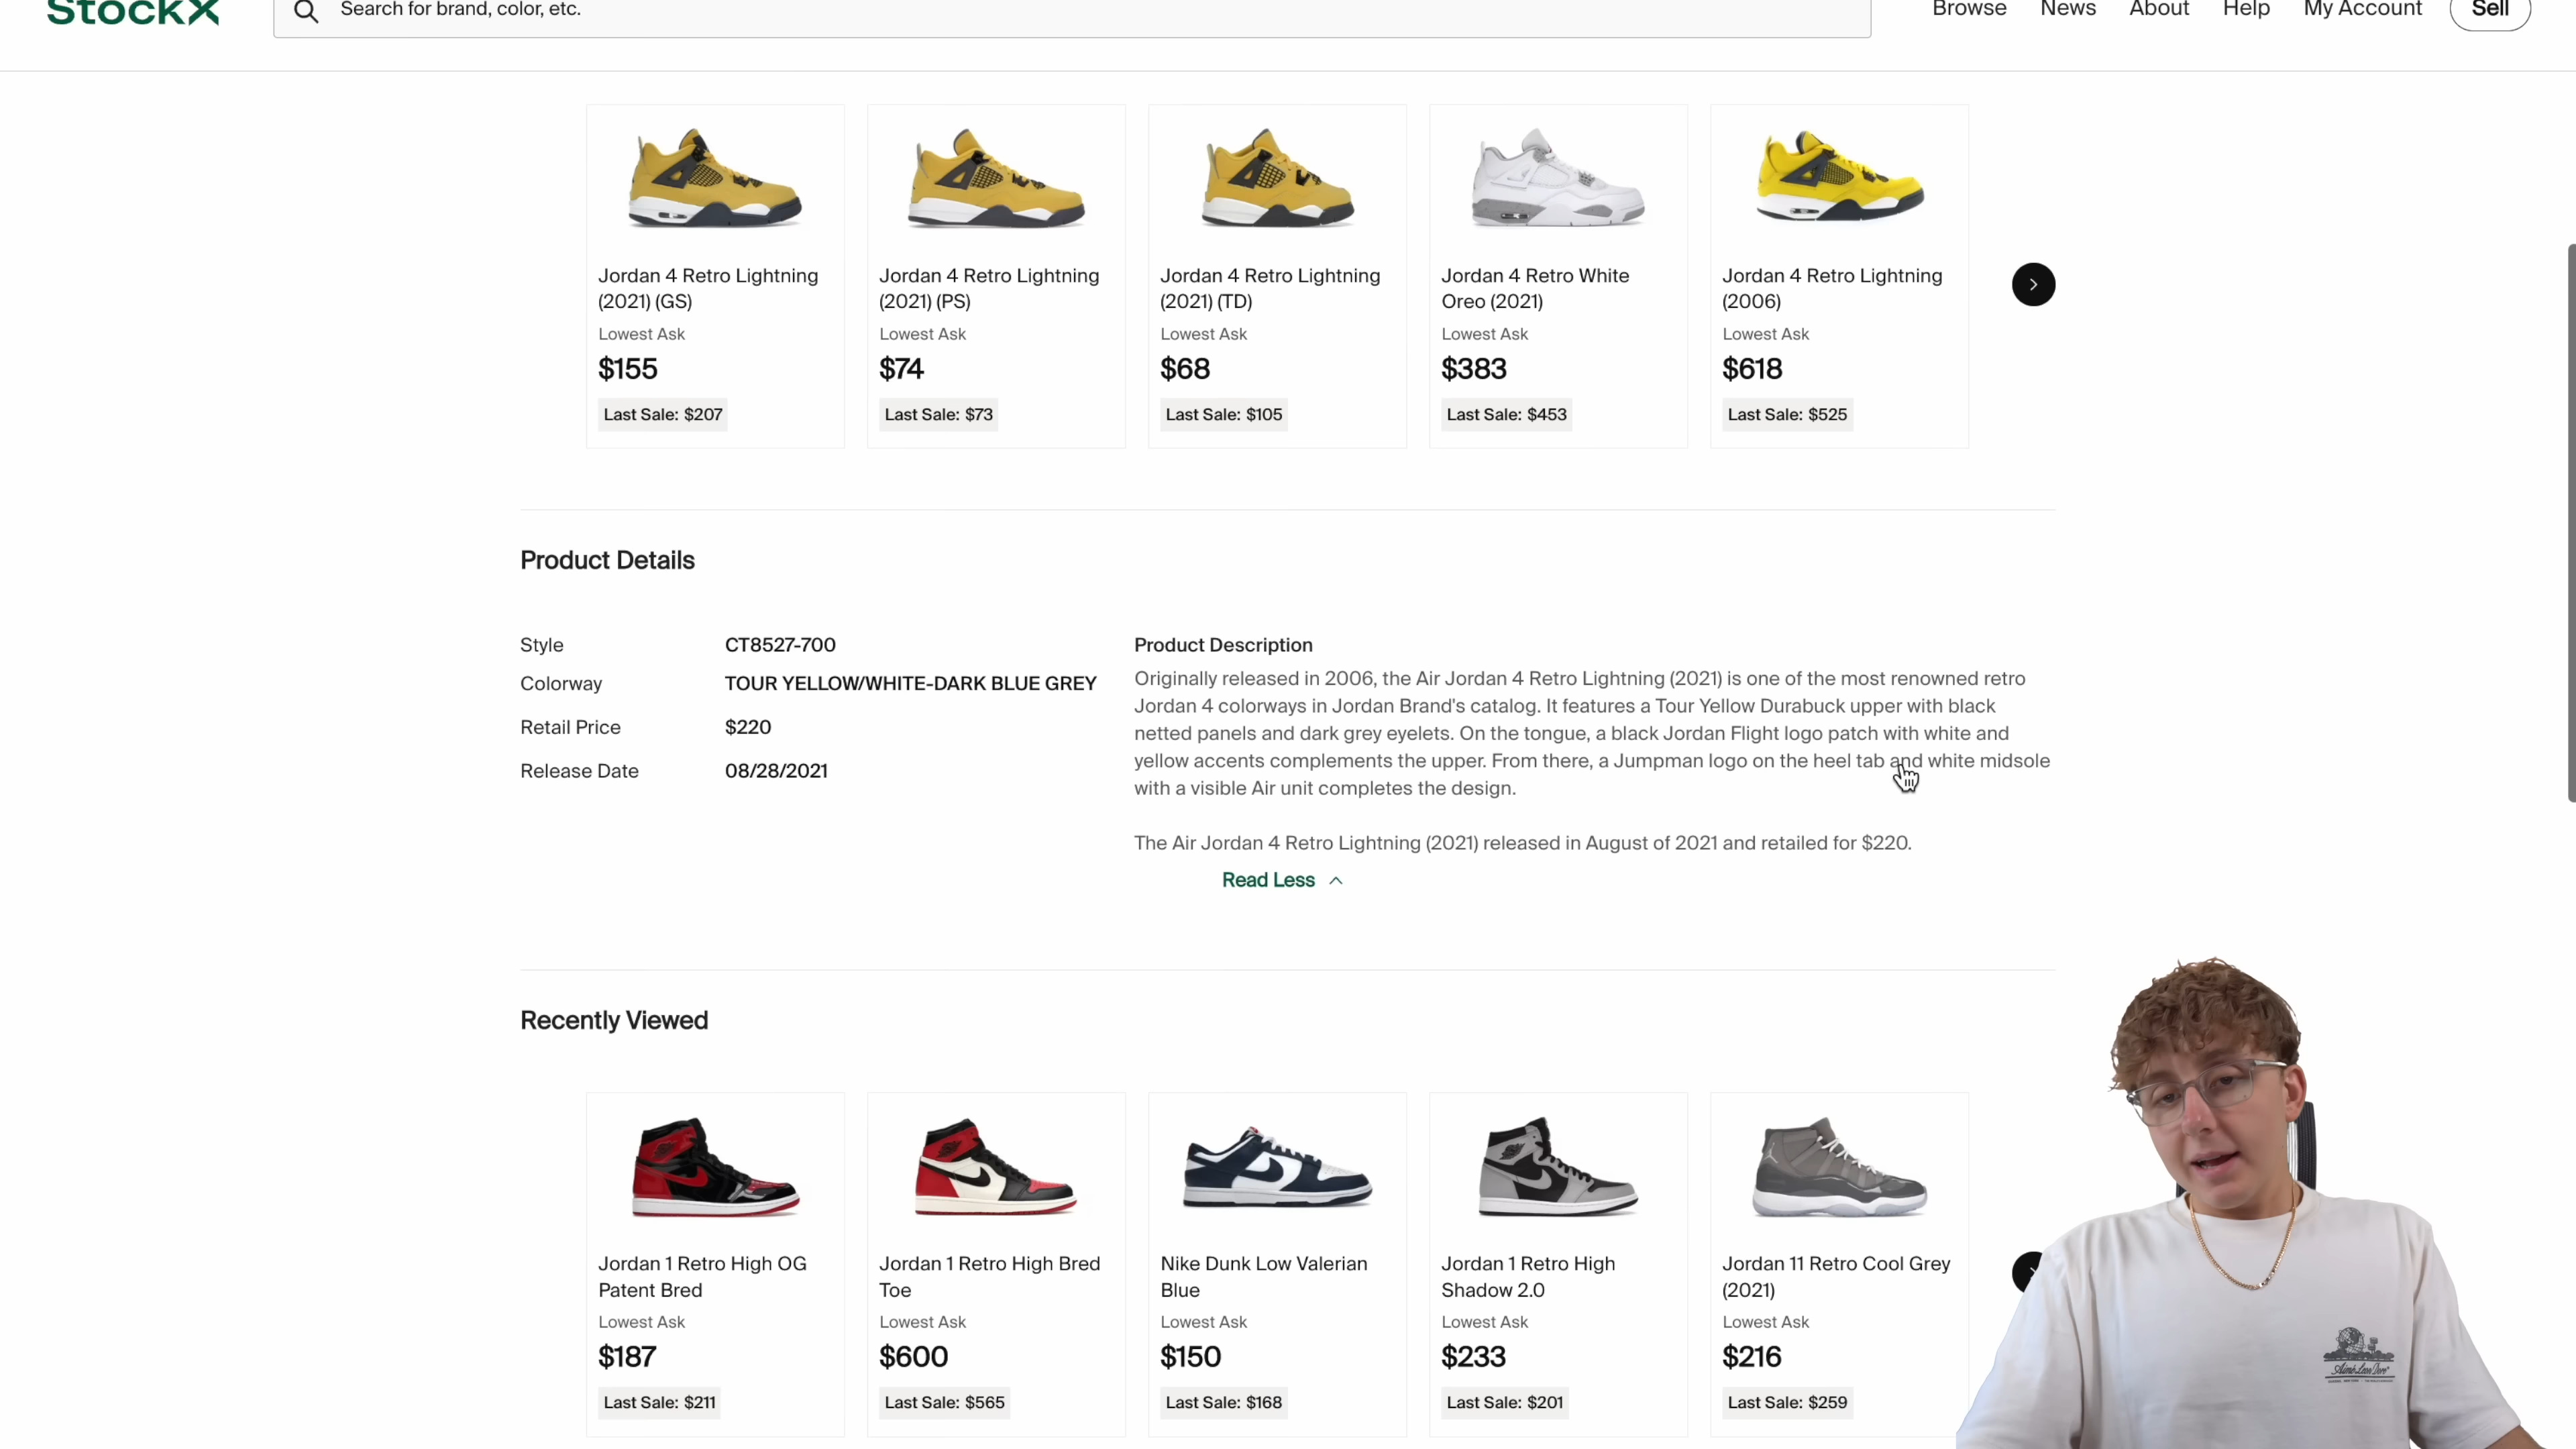 StockX
Search for brand, color, etc.
Browse News About Help My Account Sell
Jordan 4 Retro Lightning
(2021) (GS)
Lowest Ask
$155
Last Sale: $207
Jordan 4 Retro Lightning
(2021) (PS)
Lowest Ask
$74
Last Sale: $73
Jordan 4 Retro Lightning
(2021) (TD)
Lowest Ask
$68
Last Sale: $105
Jordan 4 Retro White
Oreo (2021)
Lowest Ask
$383
Last Sale: $453
Jordan 4 Retro Lightning
(2006)
Lowest Ask
$618
Last Sale: $525
Product Details
Style CT8527-700
Colorway TOUR YELLOW/WHITE-DARK BLUE GREY
Retail Price $220
Release Date 08/28/2021
Product Description
Originally released in 2006, the Air Jordan 4 Retro Lightning (2021) is one of the most renowned retro
Jordan 4 colorways in Jordan Brand's catalog. It features a Tour Yellow Durabuck upper with black
netted panels and dark grey eyelets. On the tongue, a black Jordan Flight logo patch with white and
yellow accents complements the upper. From there, a Jumpman logo on the heel tab and white midsole
with a visible Air unit completes the design.
The Air Jordan 4 Retro Lightning (2021) released in August of 2021 and retailed for $220.
Read Less
Recently Viewed
Jordan 1 Retro High OG
Patent Bred
Lowest Ask
$187
Last Sale: $211
Jordan 1 Retro High Bred
Toe
Lowest Ask
$600
Last Sale: $565
Nike Dunk Low Valerian
Blue
Lowest Ask
$150
Last Sale: $168
Jordan 1 Retro High
Shadow 2.0
Lowest Ask
$233
Last Sale: $201
Jordan 11 Retro Cool Grey
(2021)
Lowest Ask
$216
Last Sale: $259
Aimé Leon Dore